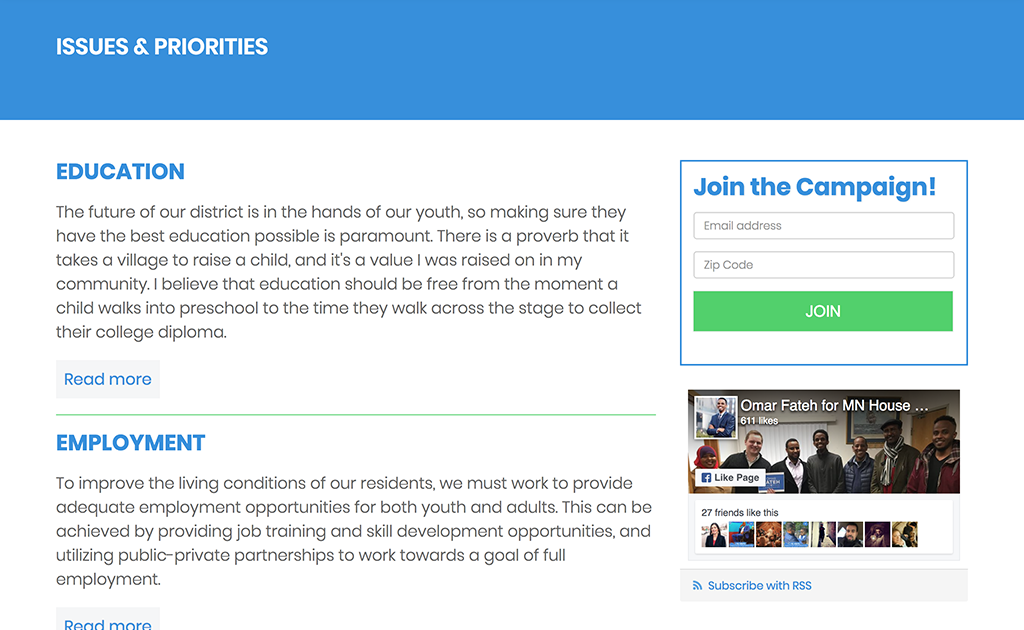 ISSUES & PRIORITIES
EDUCATION
The future of our district is in the hands of our youth, so making sure they
have the best education possible is paramount. There is a proverb that it
takes a village to raise a child, and it's a value I was raised on in my
community. I believe that education should be free from the moment a
child walks into preschool to the time they walk across the stage to collect
their college diploma.
Read more
EMPLOYMENT
To improve the living conditions of our residents, we must work to provide
adequate employment opportunities for both youth and adults. This can be
achieved by providing job training and skill development opportunities, and
utilizing public-private partnerships to work towards a goal of full
employment.
Read more
Join the Campaign!
Email address
Zip Code
JOIN
Omar Fateh for MN House ...
611 likes
Like Page
27 friends like this
Subscribe with RSS